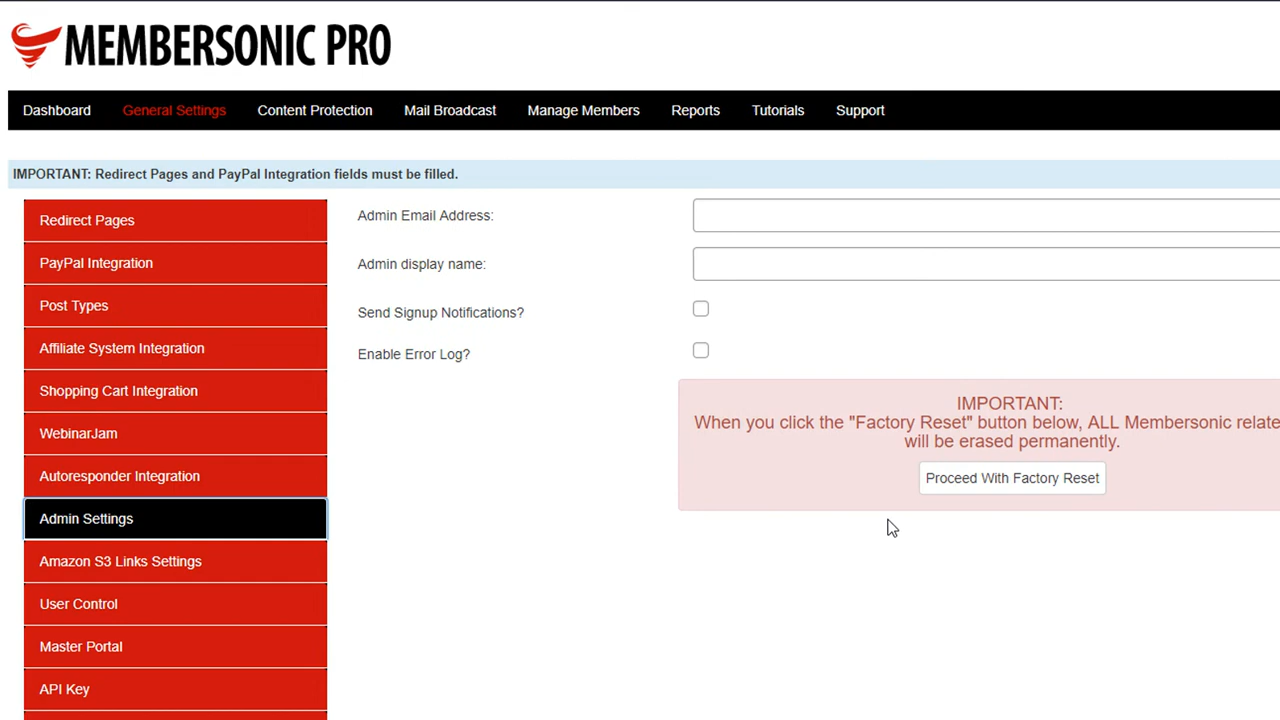 MEMBERSONIC PRO
Dashboard General Settings Content Protection Mail Broadcast Manage Members Reports Tutorials Support
IMPORTANT: Redirect Pages and PayPal Integration fields must be filled.
Redirect Pages
PayPal Integration
Post Types
Affiliate System Integration
Shopping Cart Integration
WebinarJam
Autoresponder Integration
Admin Settings
Amazon S3 Links Settings
User Control
Master Portal
API Key
Admin Email Address:
Admin display name:
Send Signup Notifications?
Enable Error Log?
IMPORTANT:
When you click the "Factory Reset" button below, ALL Membersonic relate
will be erased permanently.
Proceed With Factory Reset